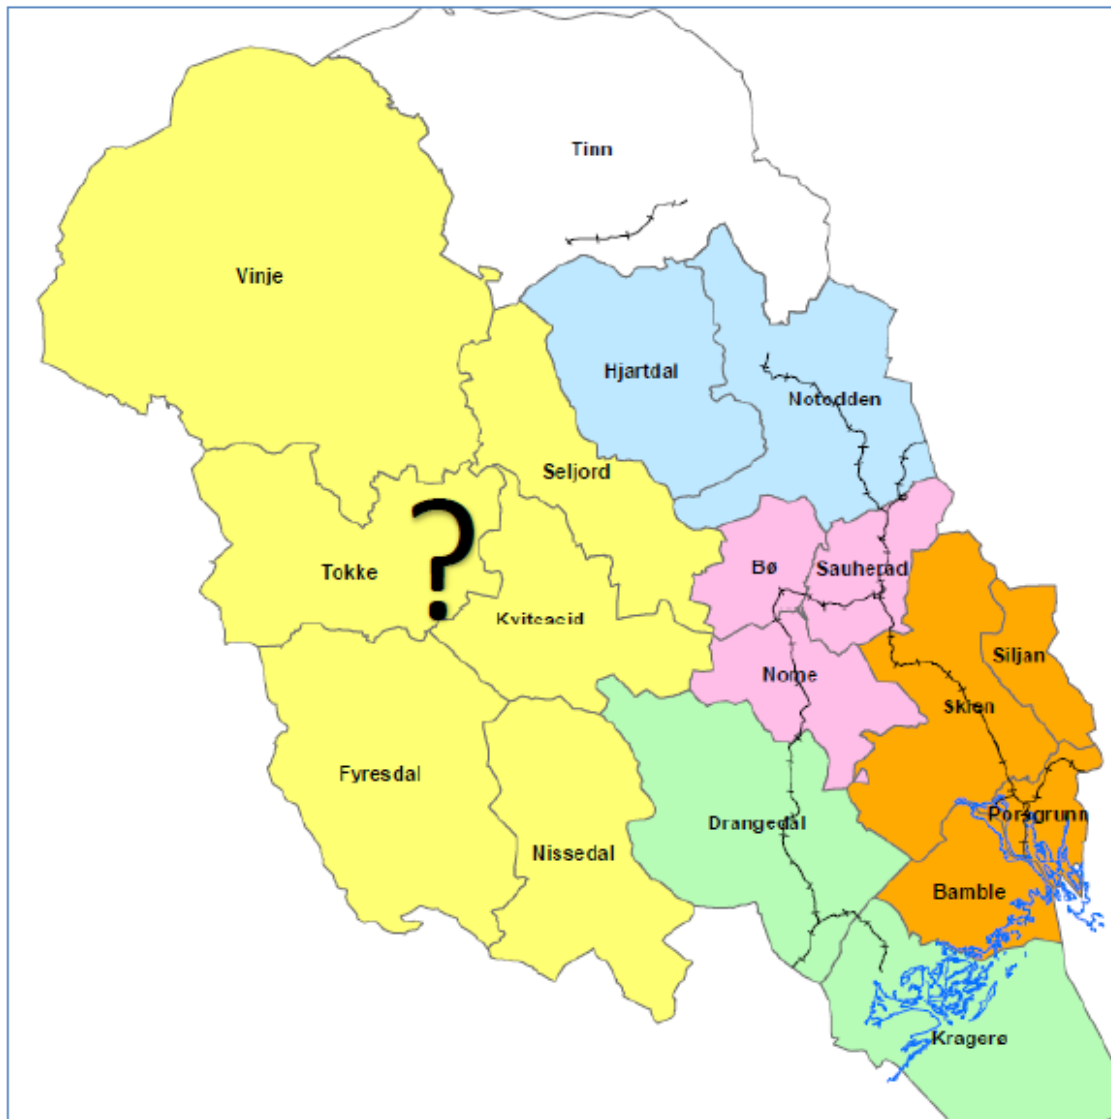 Tinn
Vinje
Hjartdal
Notodden
Seljord
?
Tokke
Bø
Sauherad
Kviteseid
Siljan
Nome
Skien
Fyresdal
Drangedal
Porsgrunn
Nissedal
Bamble
Kragerø